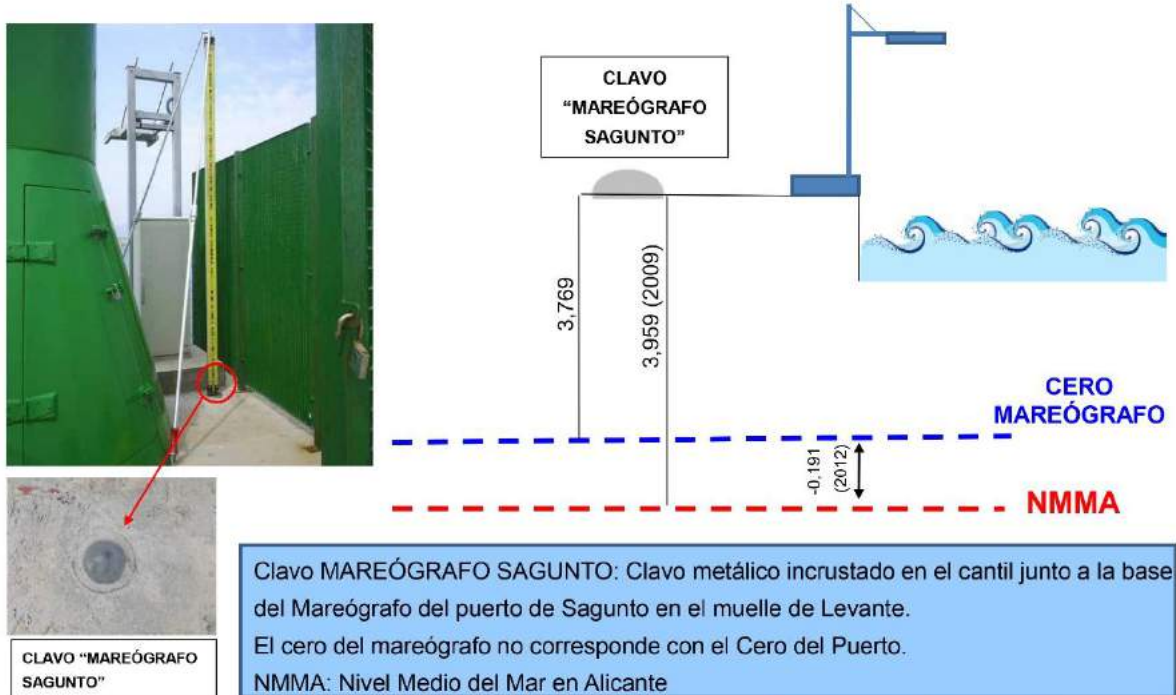 CLAVO
“MAREÓGRAFO
SAGUNTO”
3,769
3,959 (2009)
CERO
MAREÓGRAFO
-0,191
(2012)
NMMA
CLAVO “MAREÓGRAFO
SAGUNTO”
Clavo MAREÓGRAFO SAGUNTO: Clavo metálico incrustado en el cantil junto a la base
del Mareógrafo del puerto de Sagunto en el muelle de Levante.
El cero del mareógrafo no corresponde con el Cero del Puerto.
NMMA: Nivel Medio del Mar en Alicante